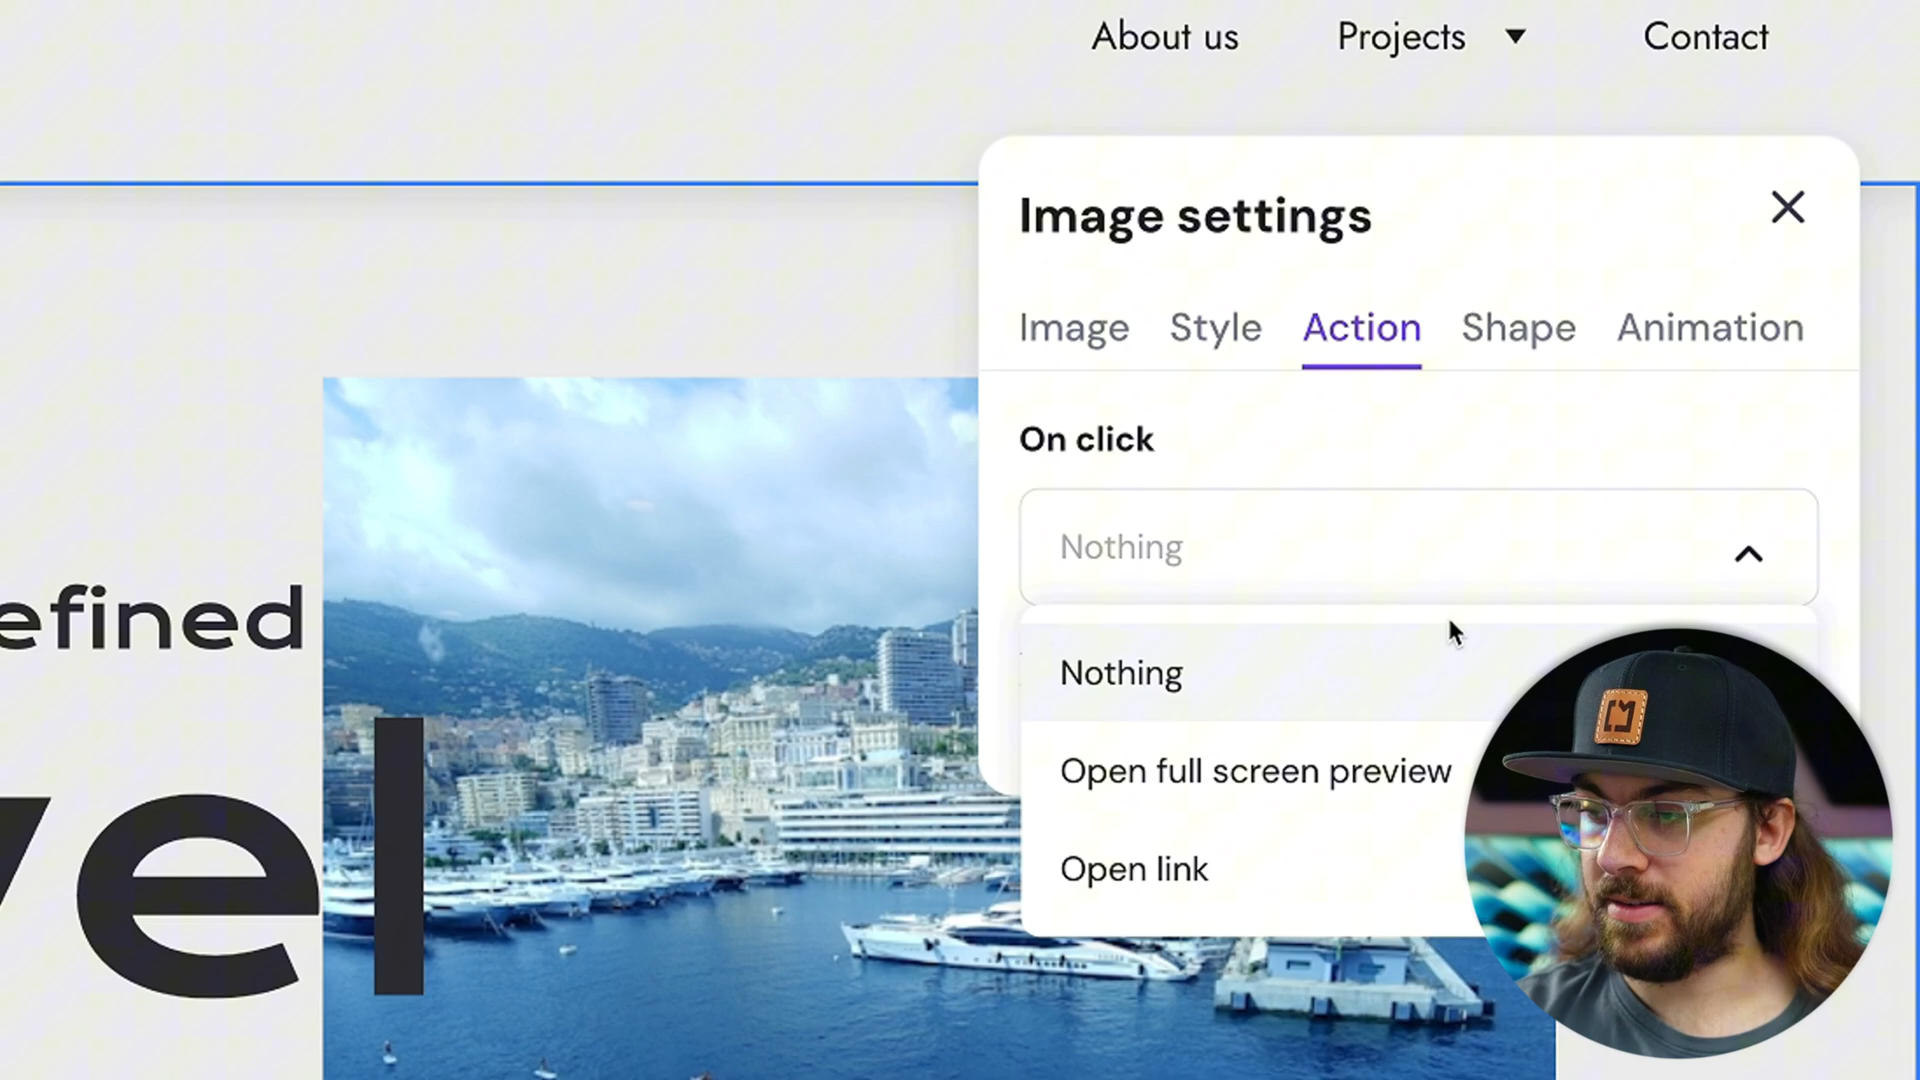 About us Projects Contact
Image settings
Image Style Action Shape Animation
On click
Nothing
Nothing
Open full screen preview
Open link
efined
vel